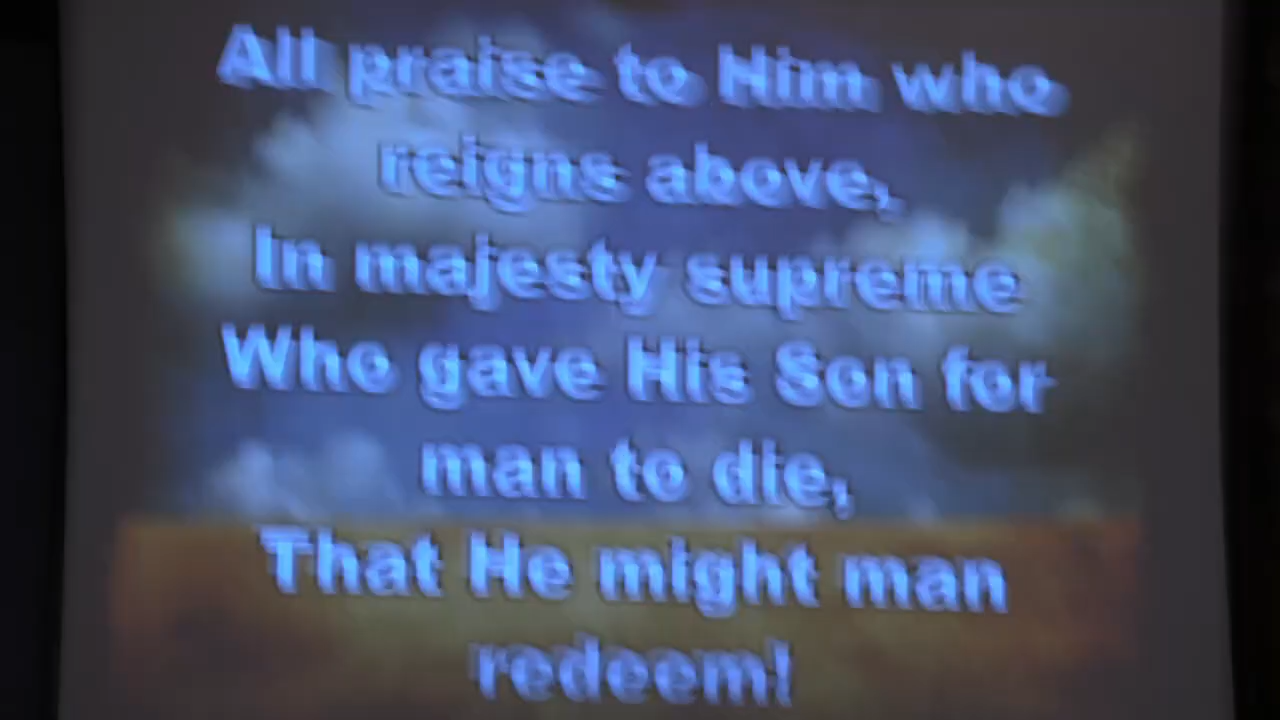 All praise to Him who
reigns above,
In majesty supreme
Who gave His Son for
man to die,
That He might man
redeem!